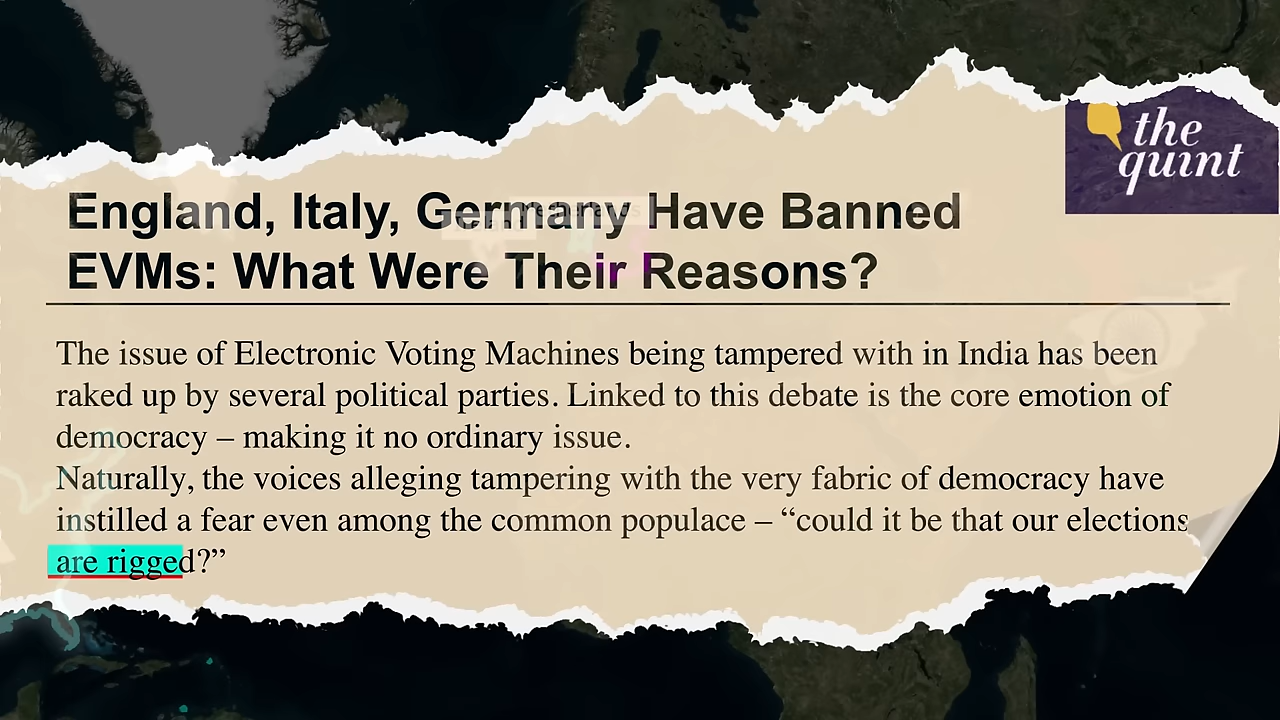 the
quint
England, Italy, Germany Have Banned
EVMs: What Were Their Reasons?
The issue of Electronic Voting Machines being tampered with in India has been
raked up by several political parties. Linked to this debate is the core emotion of
democracy – making it no ordinary issue.
Naturally, the voices alleging tampering with the very fabric of democracy have
instilled a fear even among the common populace – “could it be that our elections
are rigged?”